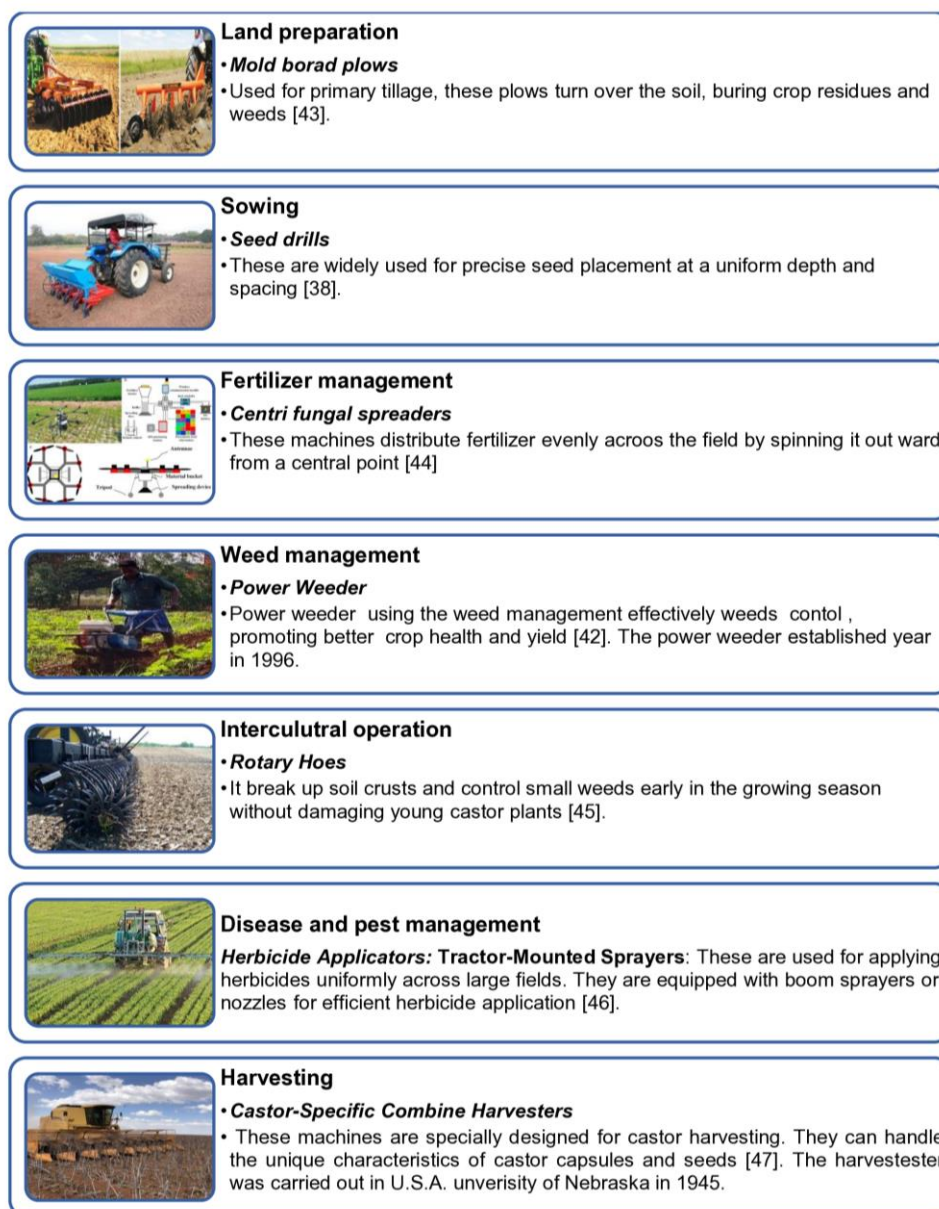 Land preparation
• Mold borad plows
• Used for primary tillage, these plows turn over the soil, buring crop residues and
weeds [43].
Sowing
• Seed drills
• These are widely used for precise seed placement at a uniform depth and
spacing [38].
Fertilizer management
• Centri fungal spreaders
• These machines distribute fertilizer evenly acroos the field by spinning it out ward
from a central point [44]
Antennas
Material bucket
Tripod
Spreading device
Weed management
• Power Weeder
• Power weeder using the weed management effectively weeds contol ,
promoting better crop health and yield [42]. The power weeder established year
in 1996.
Interculutral operation
• Rotary Hoes
• It break up soil crusts and control small weeds early in the growing season
without damaging young castor plants [45].
Disease and pest management
Herbicide Applicators: Tractor-Mounted Sprayers: These are used for applying
herbicides uniformly across large fields. They are equipped with boom sprayers or
nozzles for efficient herbicide application [46].
Harvesting
• Castor-Specific Combine Harvesters
• These machines are specially designed for castor harvesting. They can handle
the unique characteristics of castor capsules and seeds [47]. The harvestester
was carried out in U.S.A. unverisity of Nebraska in 1945.